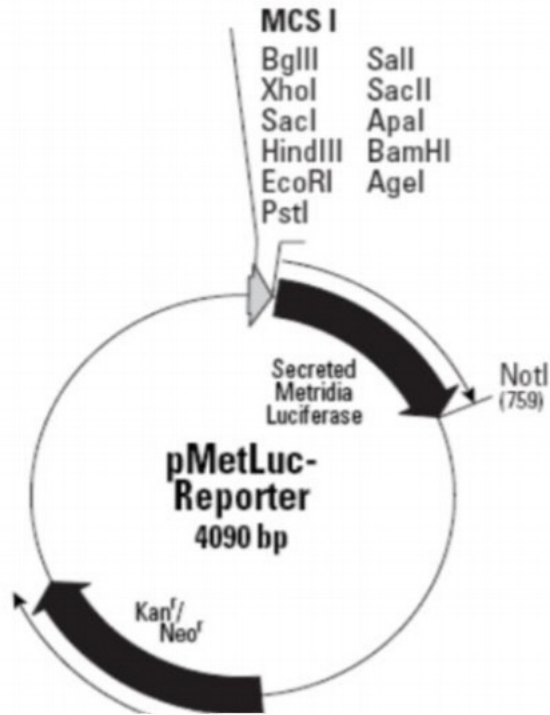 MCS I
BglII SalI
XhoI SacII
SacI ApaI
HindIII BamHI
EcoRI AgeI
PstI
Secreted
Metridia
Luciferase
NotI
(759)
pMetLuc-
Reporter
4090 bp
Kanʳ/
Neoʳ